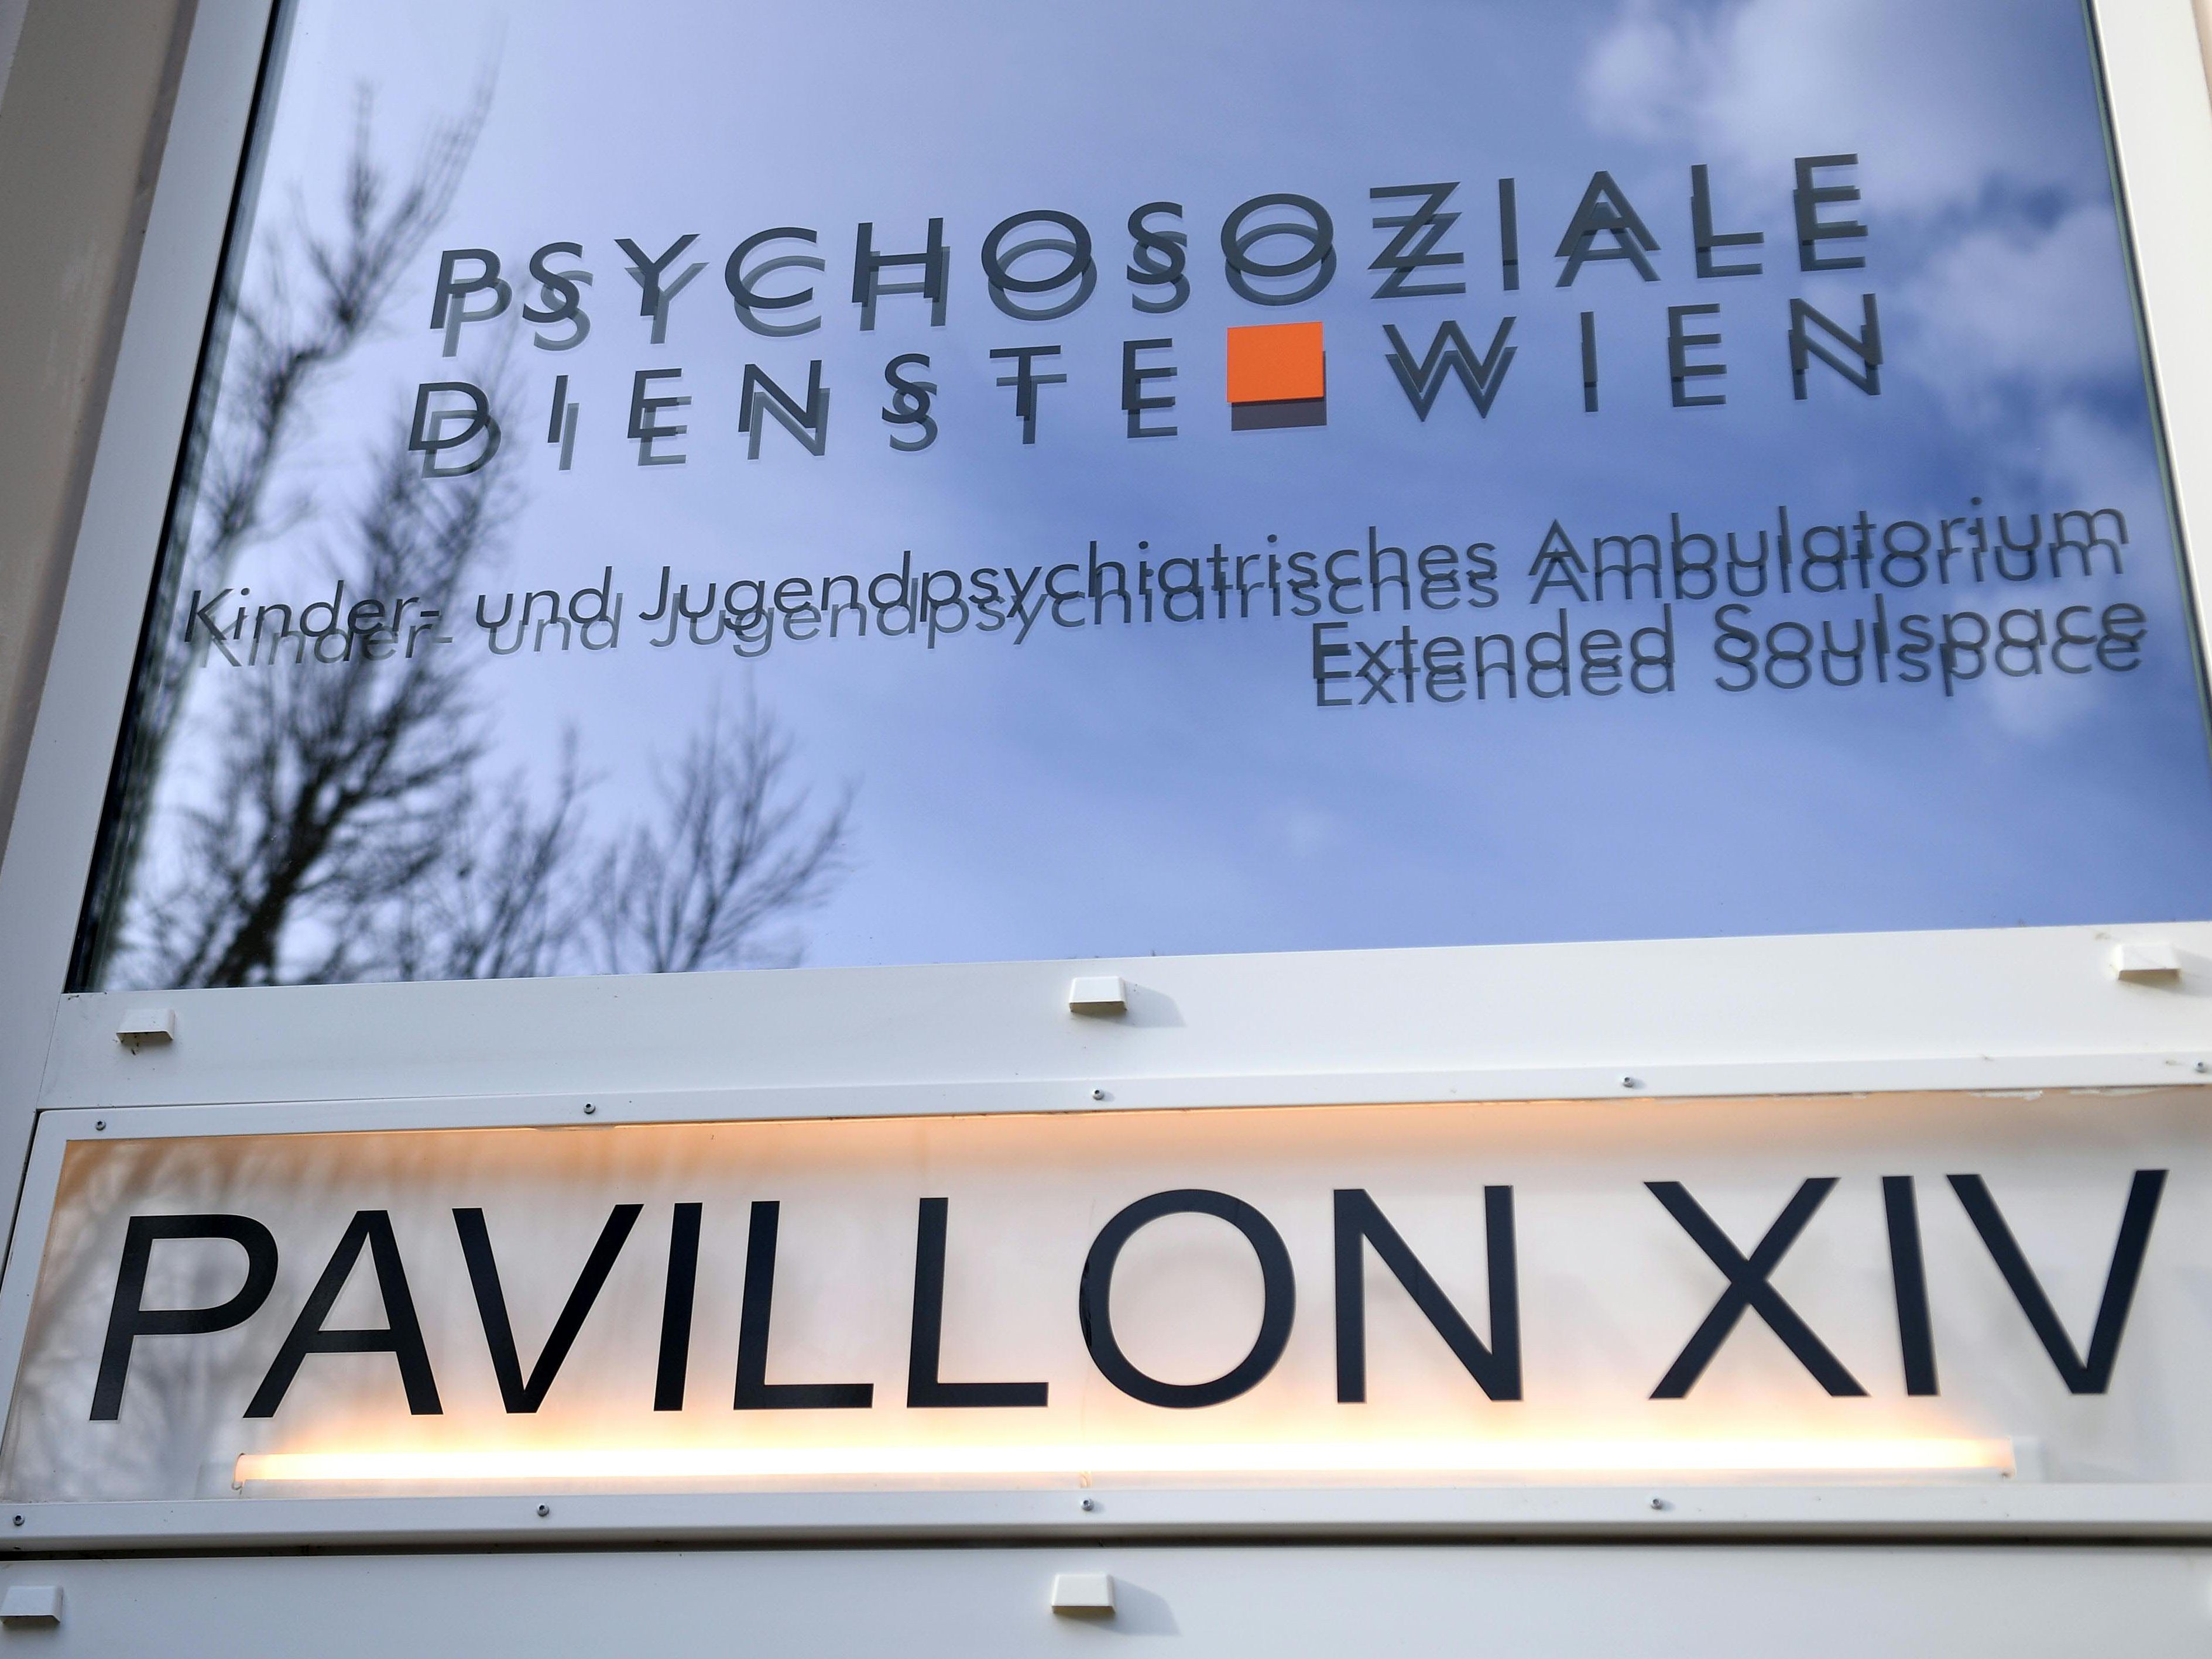 PSYCHOSOZIALE
DIENSTE WIEN
Kinder- und Jugendpsychiatrisches Ambulatorium
Extended Soulspace
PAVILLON XIV